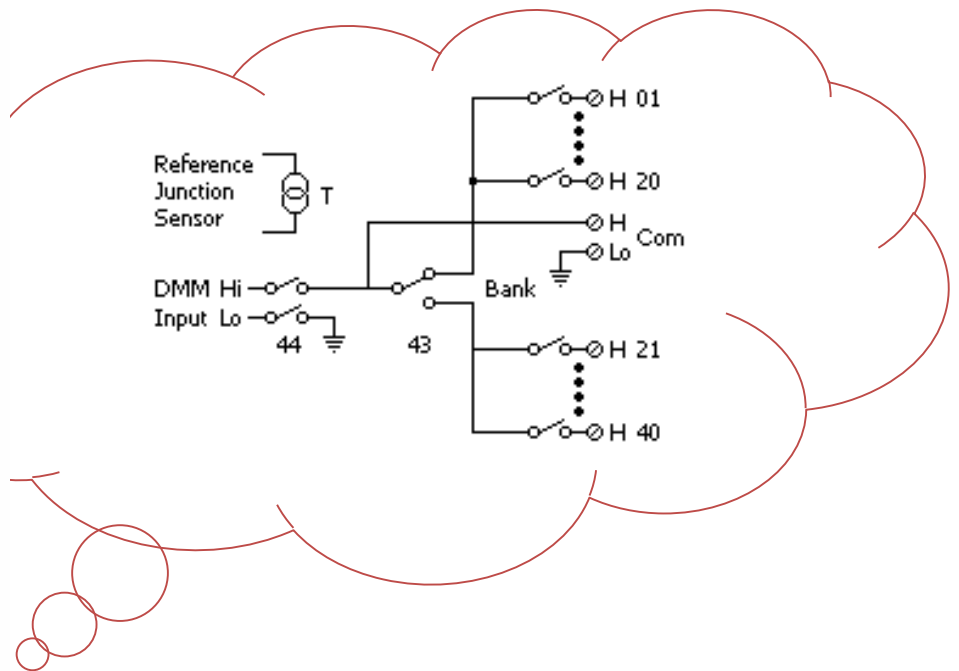 H 01
Reference
Junction
Sensor
T
H 20
H
Com
Lo
DMM Hi
Bank
Input Lo
44
43
H 21
H 40